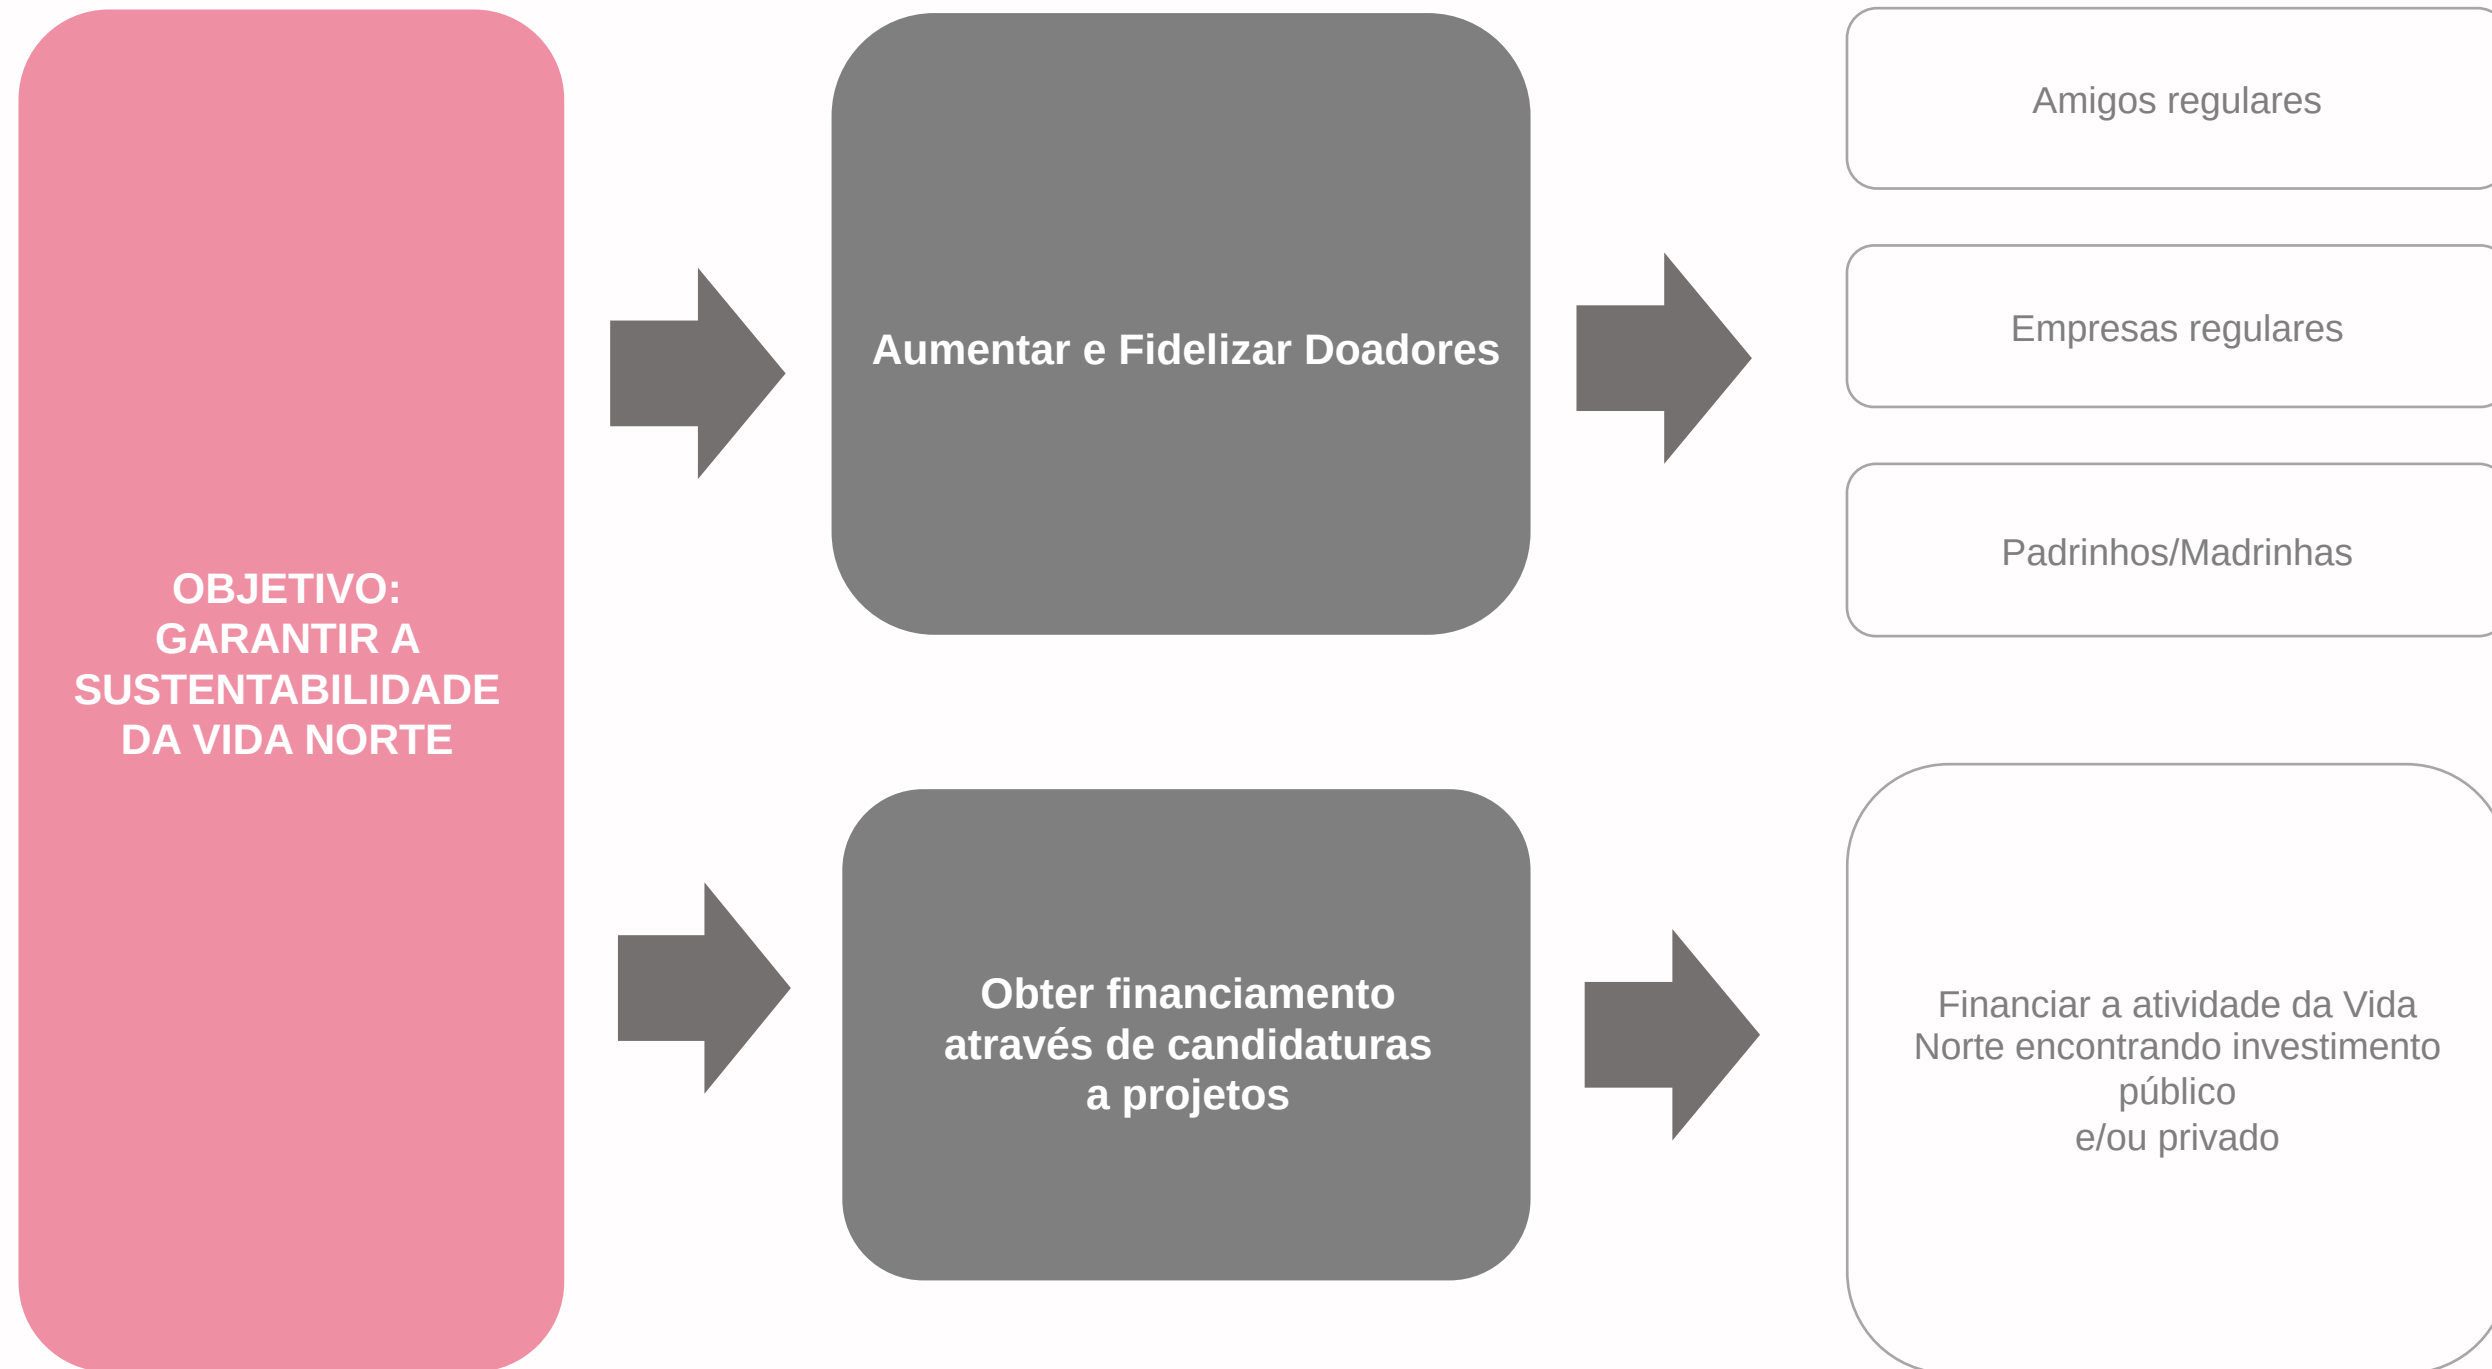 OBJETIVO:
GARANTIR A
SUSTENTABILIDADE
DA VIDA NORTE
Aumentar e Fidelizar Doadores
Amigos regulares
Empresas regulares
Padrinhos/Madrinhas
Obter financiamento
através de candidaturas
a projetos
Financiar a atividade da Vida
Norte encontrando investimento
público
e/ou privado